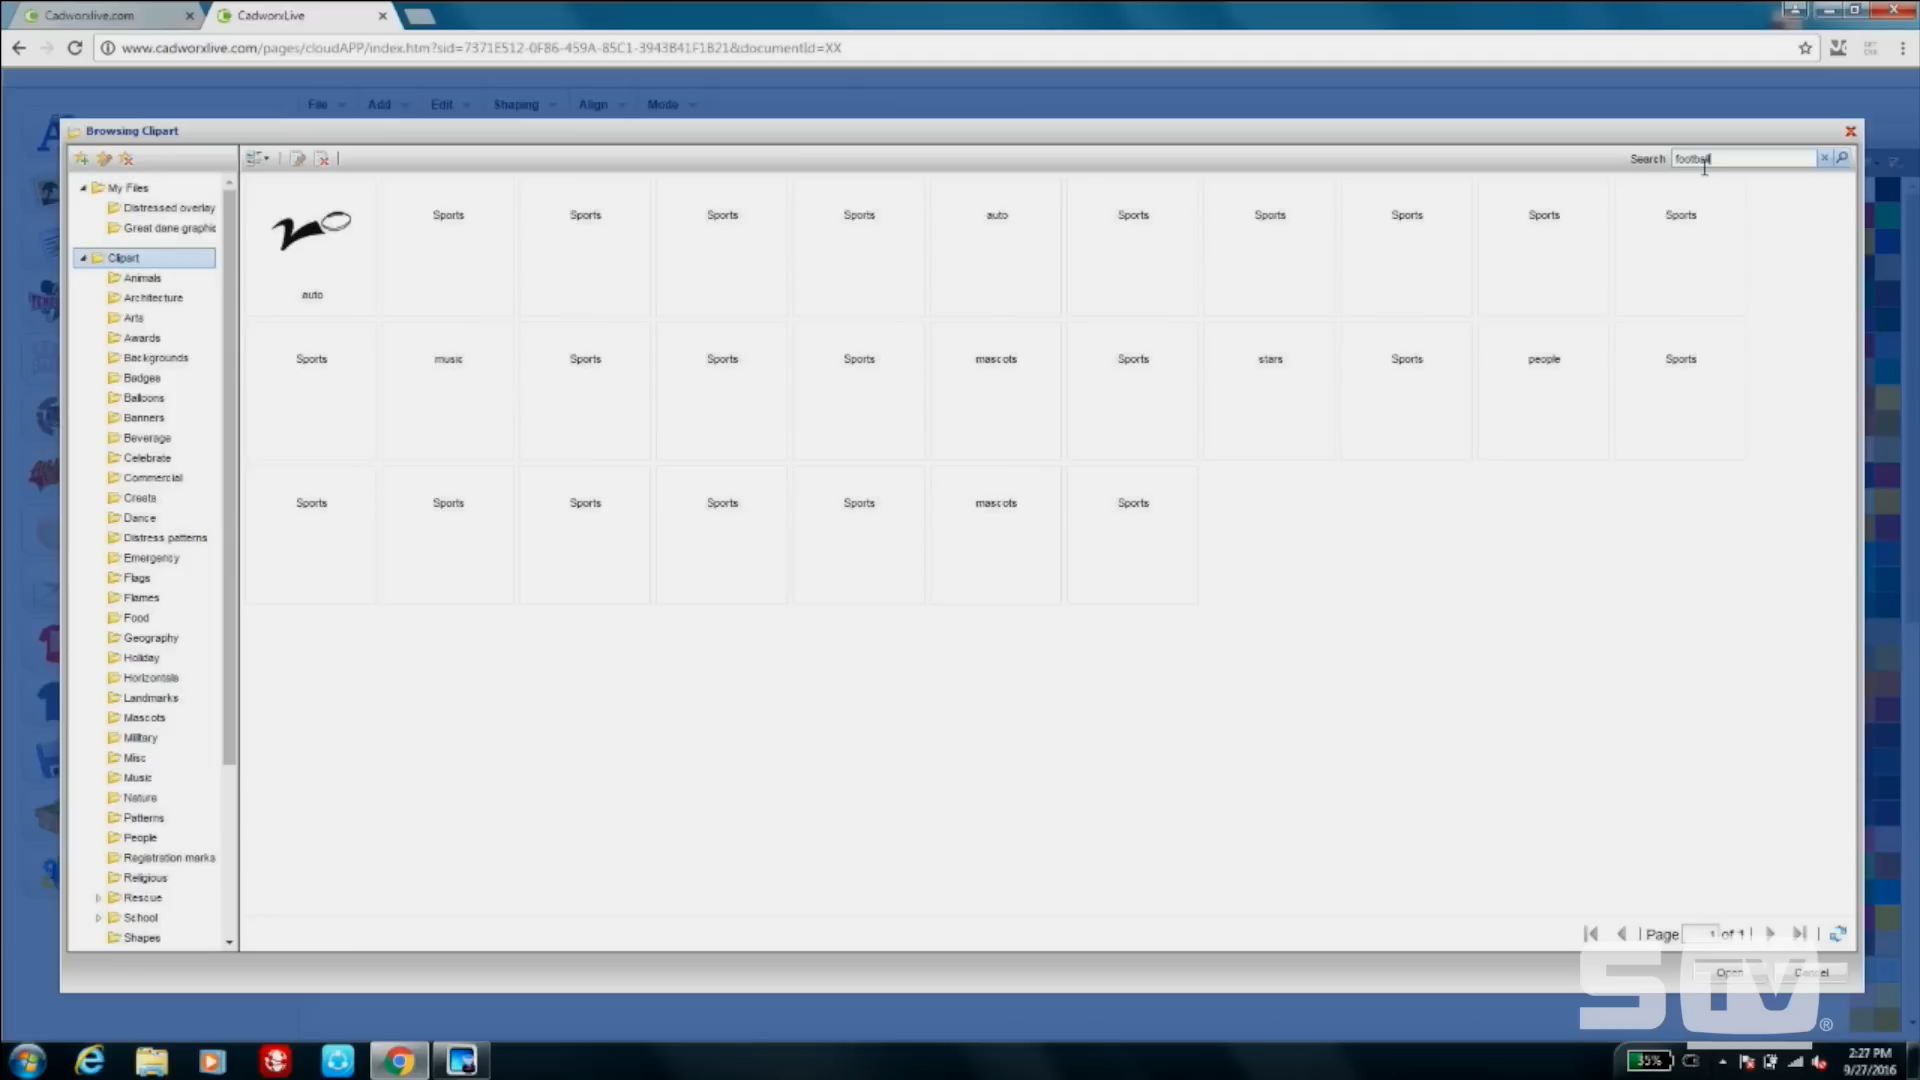 Cadworxlive.com
CadworxLive
www.cadworxlive.com/pages/cloudAPP/index.htm?sid=7371E512-0F86-459A-85C1-3943B41F1B21&documentId=XX
File Add Edit Shaping Align Mode
Browsing Clipart
Search football
My Files
Distressed overlay
Great dane graphic
Clipart
Animals
Architecture
Arts
Awards
Backgrounds
Badges
Balloons
Banners
Beverage
Celebrate
Commercial
Create
Dance
Distress patterns
Emergency
Flags
Flames
Food
Geography
Holiday
Horizontals
Landmarks
Mascots
Military
Misc
Music
Nature
Patterns
People
Registration marks
Religious
Rescue
School
Shapes
auto Sports Sports Sports Sports auto Sports Sports Sports Sports Sports
Sports music Sports Sports Sports mascots Sports stars Sports people Sports
Sports Sports Sports Sports Sports mascots Sports
Page 1 of 1
Open Cancel
STV®
35%
2:27 PM
9/27/2016